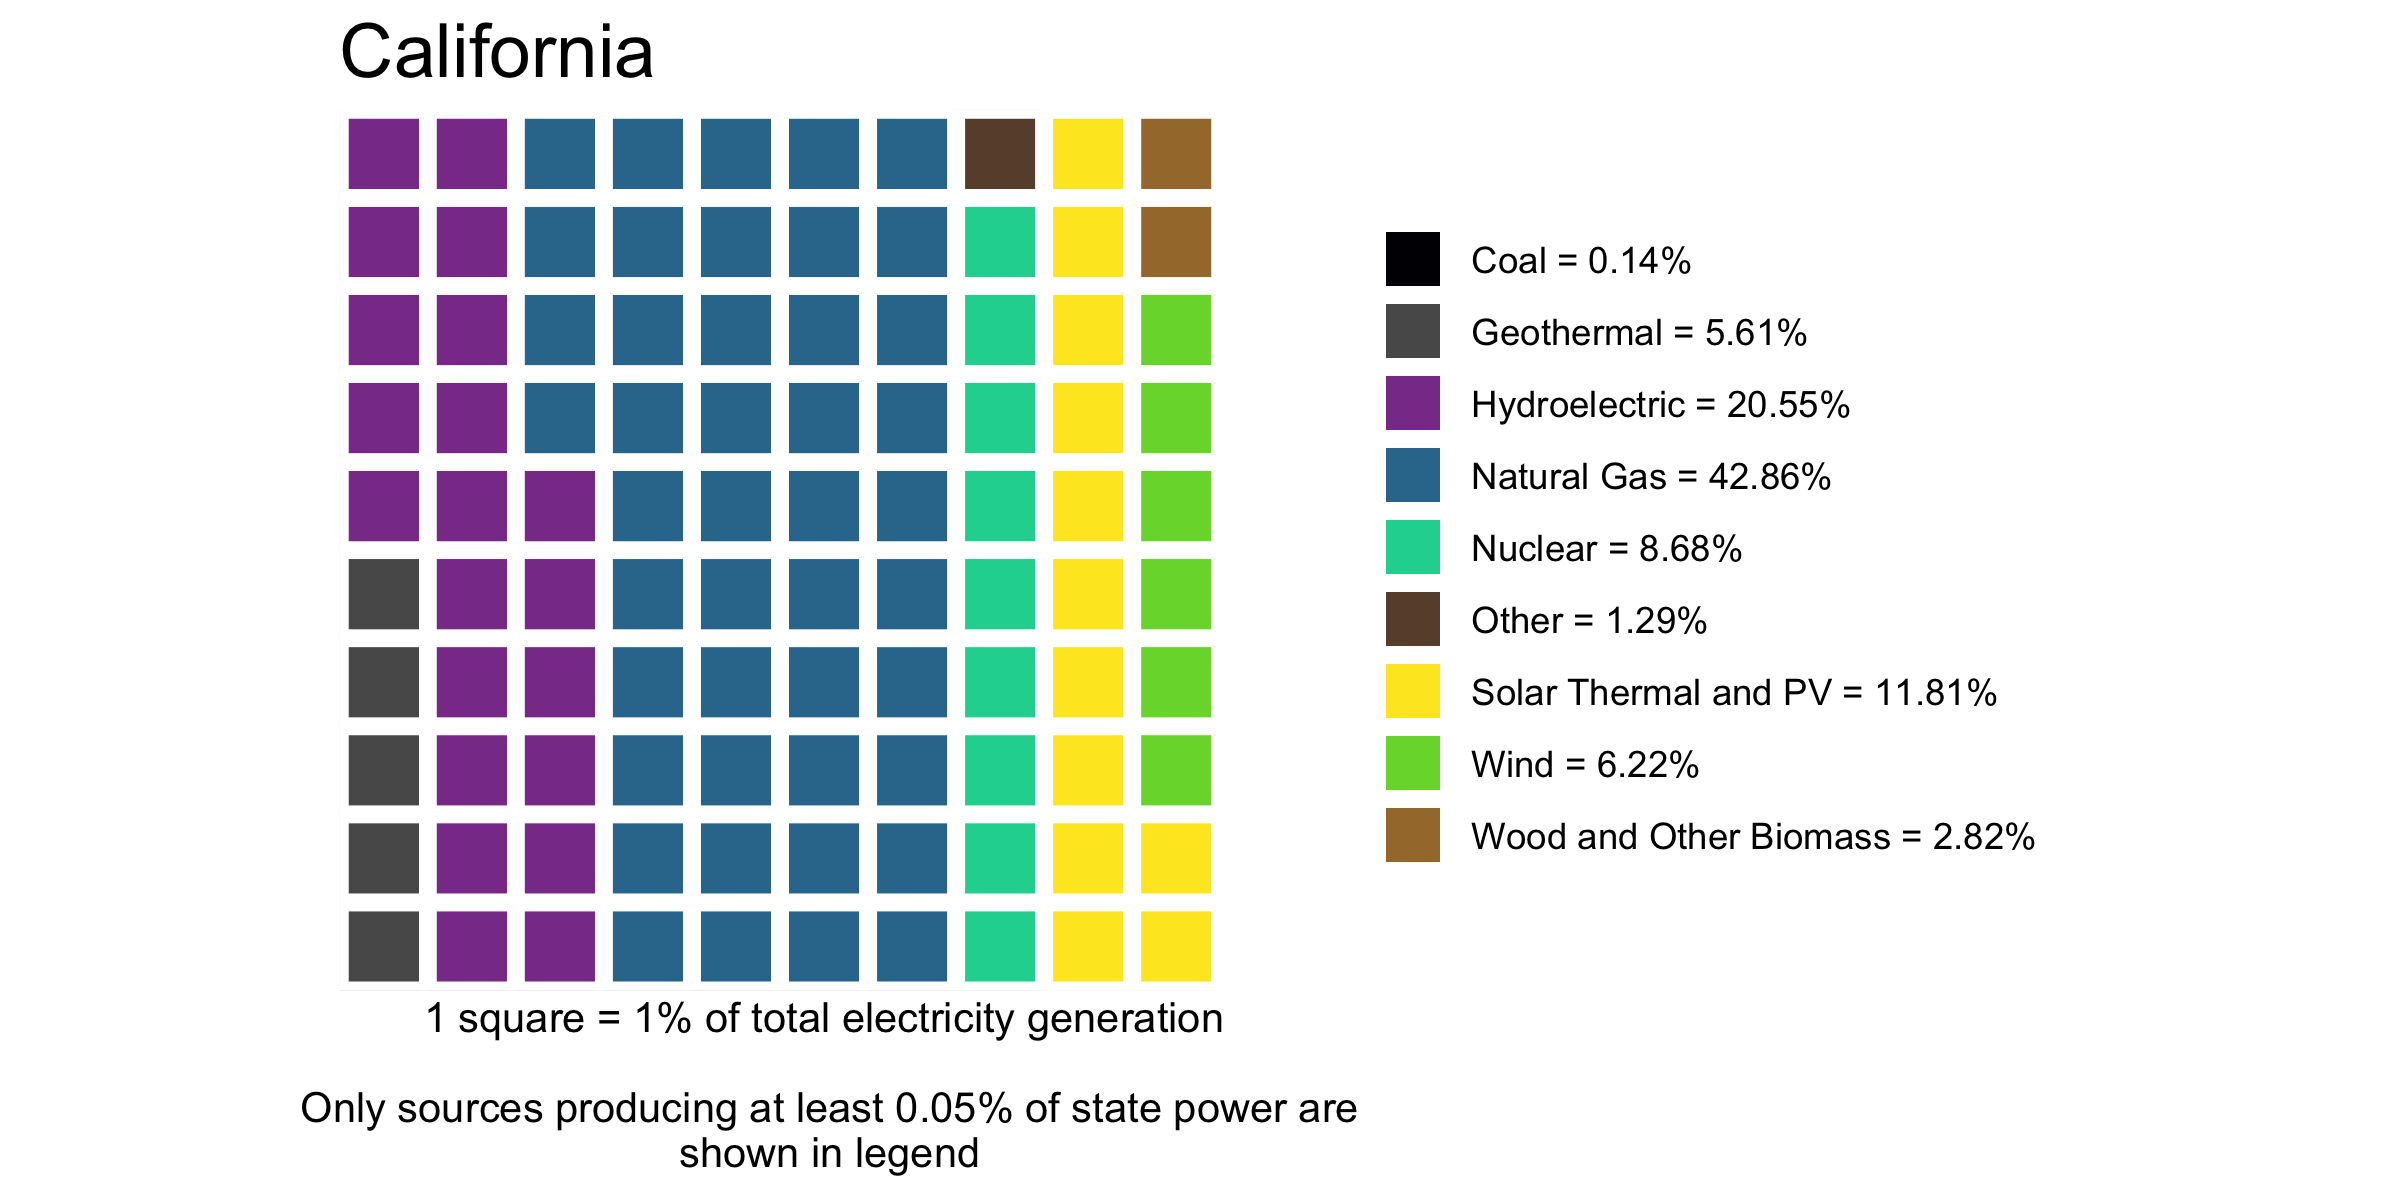 California
Coal = 0.14%
Geothermal = 5.61%
Hydroelectric = 20.55%
Natural Gas = 42.86%
Nuclear = 8.68%
Other = 1.29%
Solar Thermal and PV = 11.81%
Wind = 6.22%
Wood and Other Biomass = 2.82%
1 square = 1% of total electricity generation
Only sources producing at least 0.05% of state power are
shown in legend